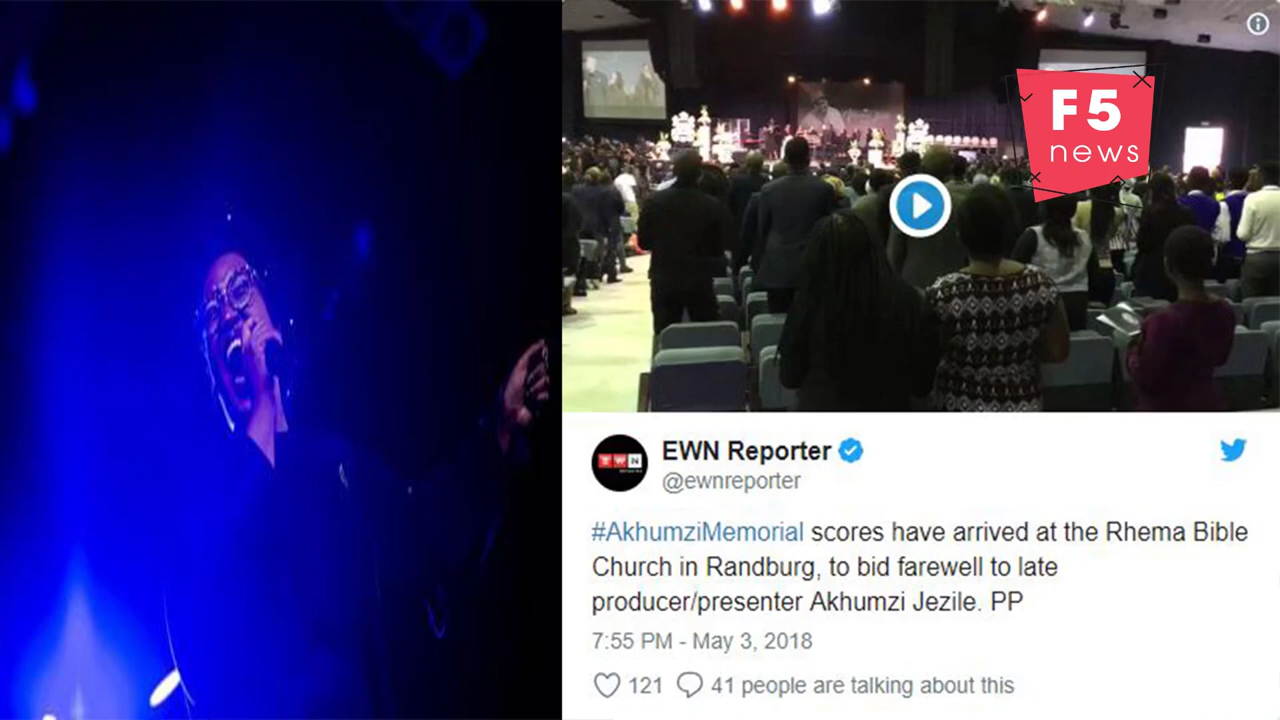 F5
news
EWN
EWN Reporter
@ewnreporter
#AkhumziMemorial scores have arrived at the Rhema Bible
Church in Randburg, to bid farewell to late
producer/presenter Akhumzi Jezile. PP
7:55 PM - May 3, 2018
121 41 people are talking about this